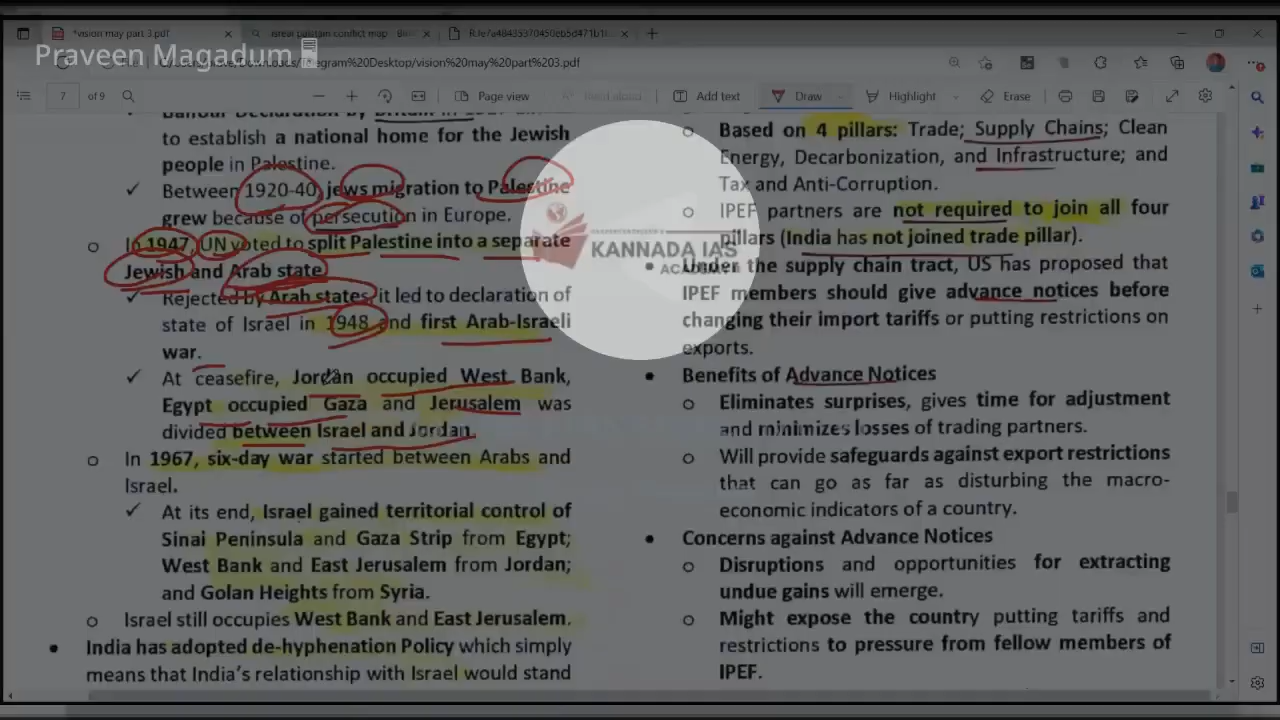 *vision may part 3.pdf
Praveen Magadum
Telegram%20Desktop/vision%20may%20part%203.pdf
7 of 9
Page view
Read aloud
Add text
Draw
Highlight
Erase
to establish a national home for the Jewish
people in Palestine.
✓ Between 1920-40, jews migration to Palestine
grew because of persecution in Europe.
o In 1947, UN voted to split Palestine into a separate
Jewish and Arab state.
✓ Rejected by Arab states, it led to declaration of
state of Israel in 1948 and first Arab-Israeli
war.
✓ At ceasefire, Jordan occupied West Bank,
Egypt occupied Gaza and Jerusalem was
divided between Israel and Jordan.
o In 1967, six-day war started between Arabs and
Israel.
✓ At its end, Israel gained territorial control of
Sinai Peninsula and Gaza Strip from Egypt;
West Bank and East Jerusalem from Jordan;
and Golan Heights from Syria.
o Israel still occupies West Bank and East Jerusalem.
• India has adopted de-hyphenation Policy which simply
means that India's relationship with Israel would stand
o Based on 4 pillars: Trade; Supply Chains; Clean
Energy, Decarbonization, and Infrastructure; and
Tax and Anti-Corruption.
o IPEF partners are not required to join all four
pillars (India has not joined trade pillar).
• Under the supply chain tract, US has proposed that
IPEF members should give advance notices before
changing their import tariffs or putting restrictions on
exports.
• Benefits of Advance Notices
o Eliminates surprises, gives time for adjustment
and minimizes losses of trading partners.
o Will provide safeguards against export restrictions
that can go as far as disturbing the macro-
economic indicators of a country.
• Concerns against Advance Notices
o Disruptions and opportunities for extracting
undue gains will emerge.
o Might expose the country putting tariffs and
restrictions to pressure from fellow members of
IPEF.
KANNADA IAS
ACADEMY